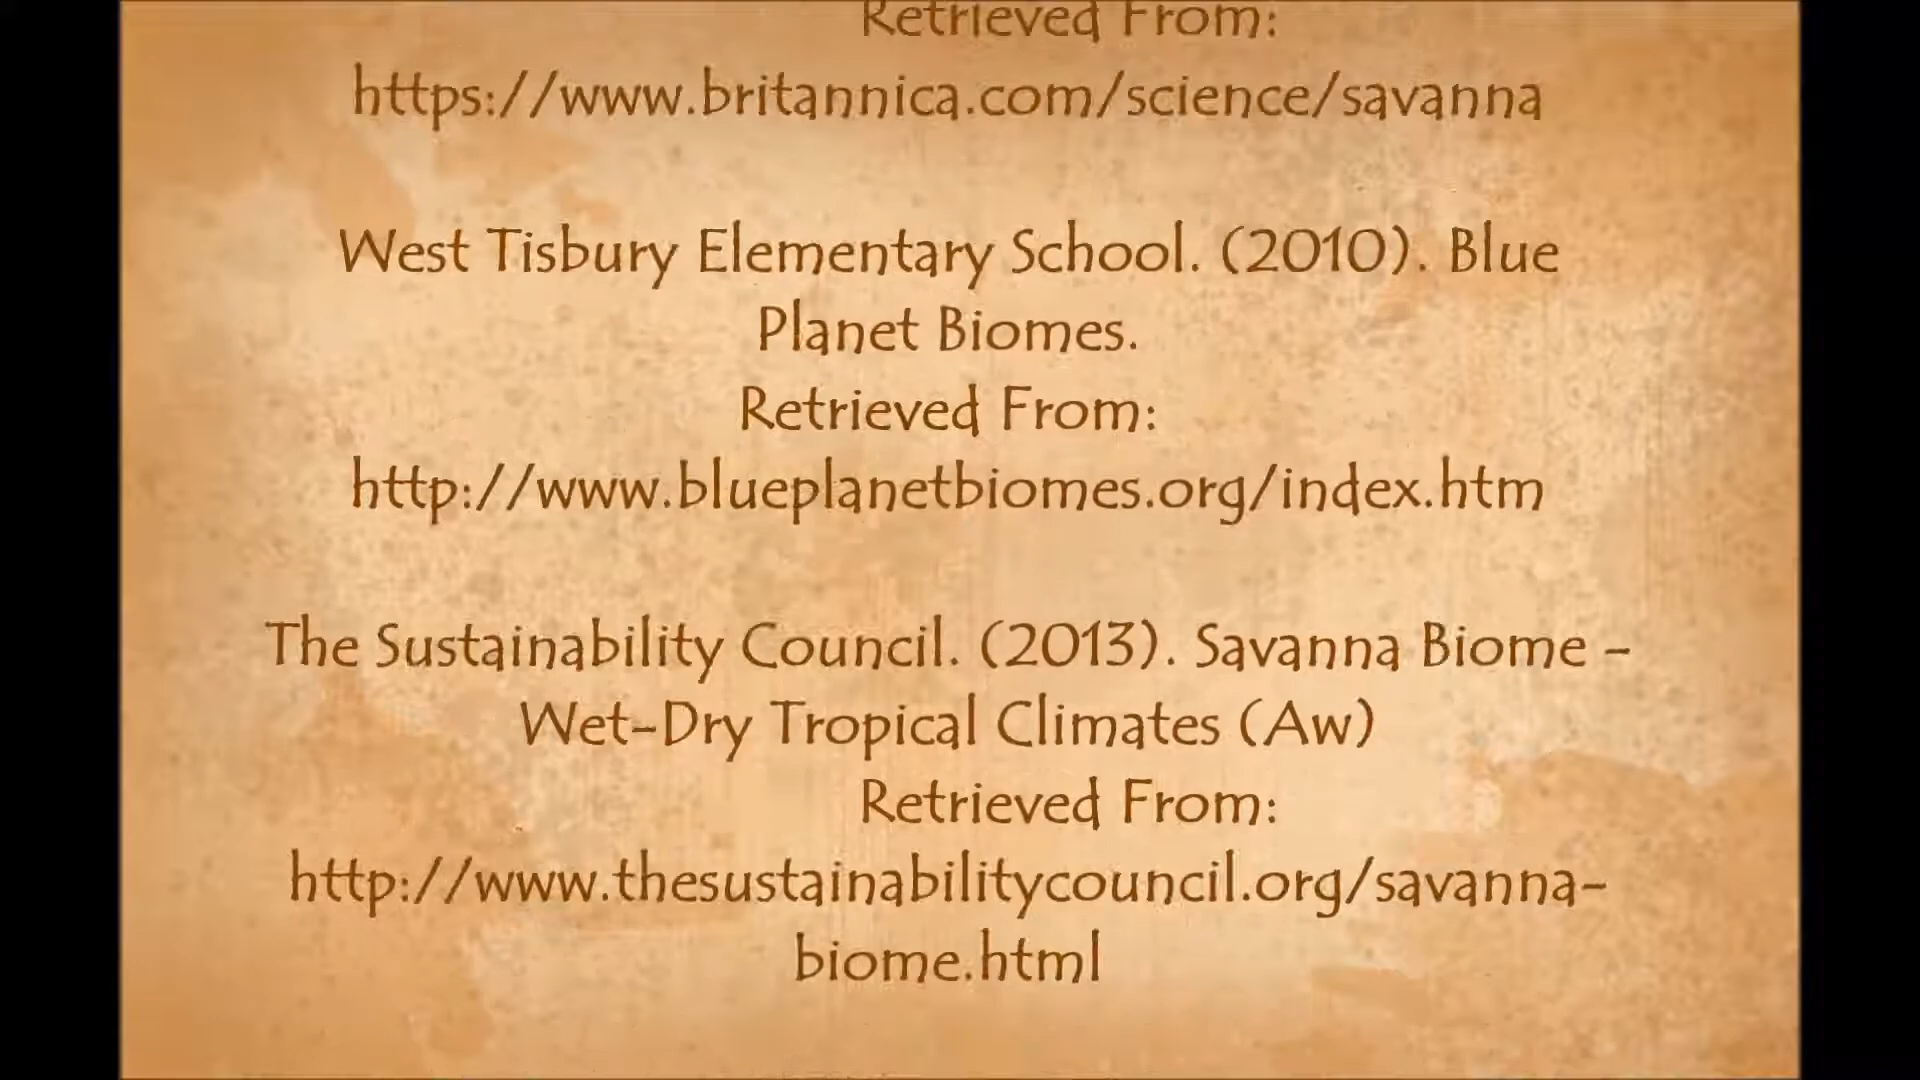 Retrieved From:
https://www.britannica.com/science/savanna
West Tisbury Elementary School. (2010). Blue
Planet Biomes.
Retrieved From:
http://www.blueplanetbiomes.org/index.htm
The Sustainability Council. (2013). Savanna Biome -
Wet-Dry Tropical Climates (Aw)
Retrieved From:
http://www.thesustainabilitycouncil.org/savanna-
biome.html